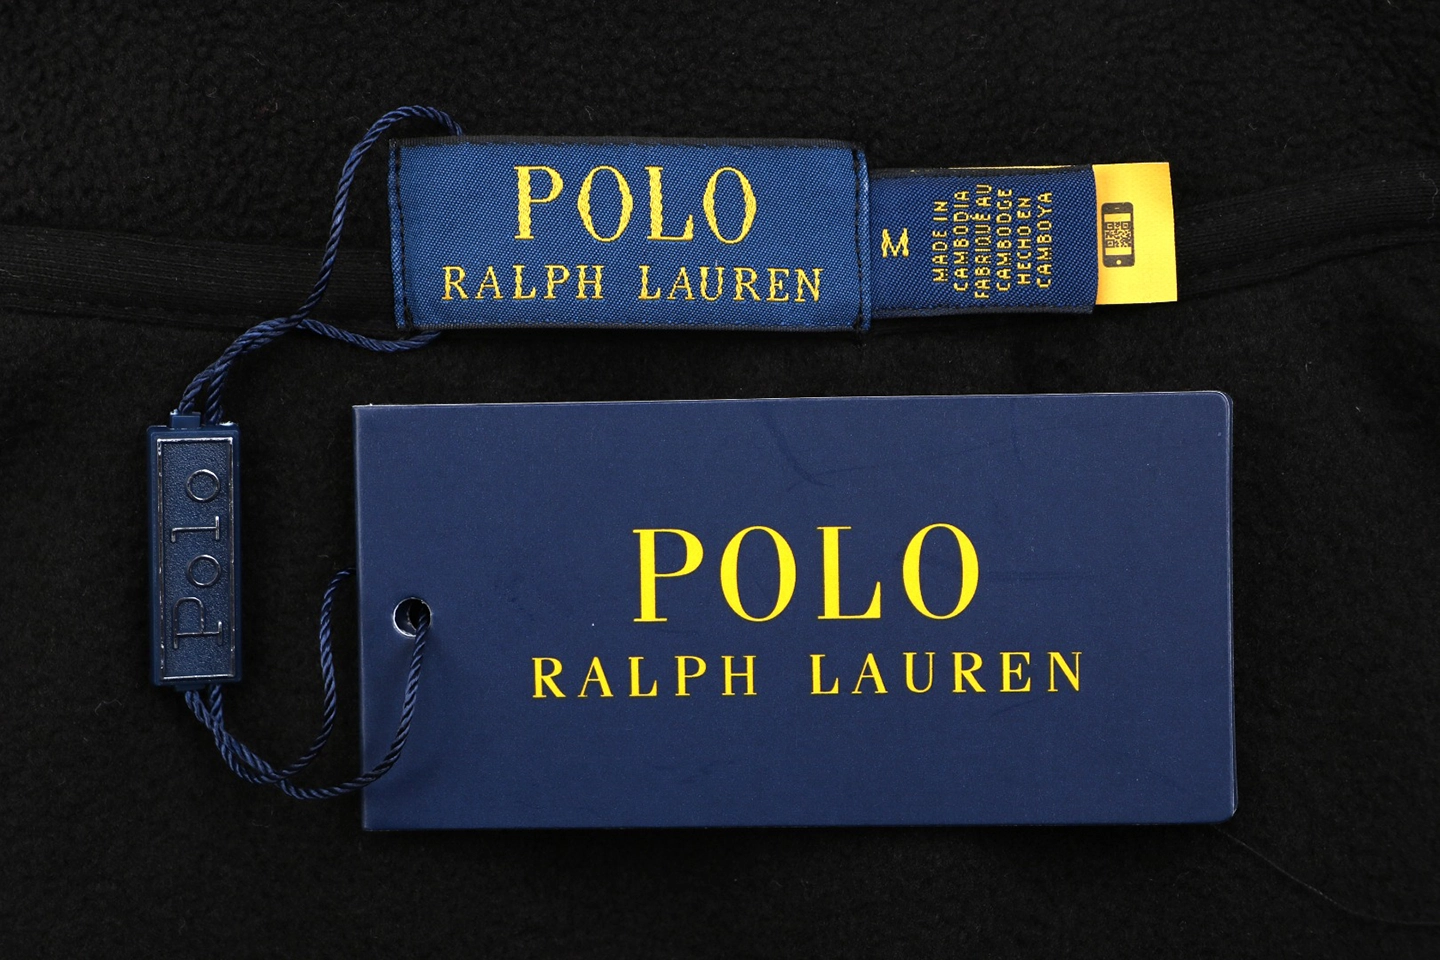 POLO
RALPH LAUREN
M
MADE IN
CAMBODIA
FABRIQUÉ AU
CAMBODGE
HECHO EN
CAMBOYA
Polo
POLO
RALPH LAUREN